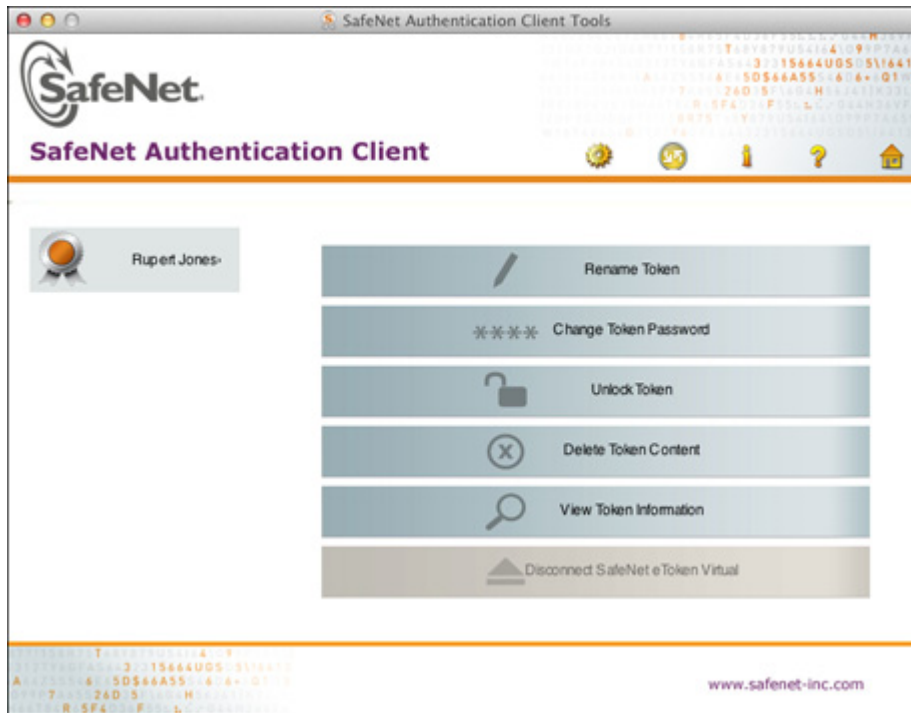 SafeNet Authentication Client Tools
SafeNet.
SafeNet Authentication Client
Rupert Jones
Rename Token
**** Change Token Password
Unlock Token
Delete Token Content
View Token Information
Disconnect SafeNet eToken Virtual
www.safenet-inc.com